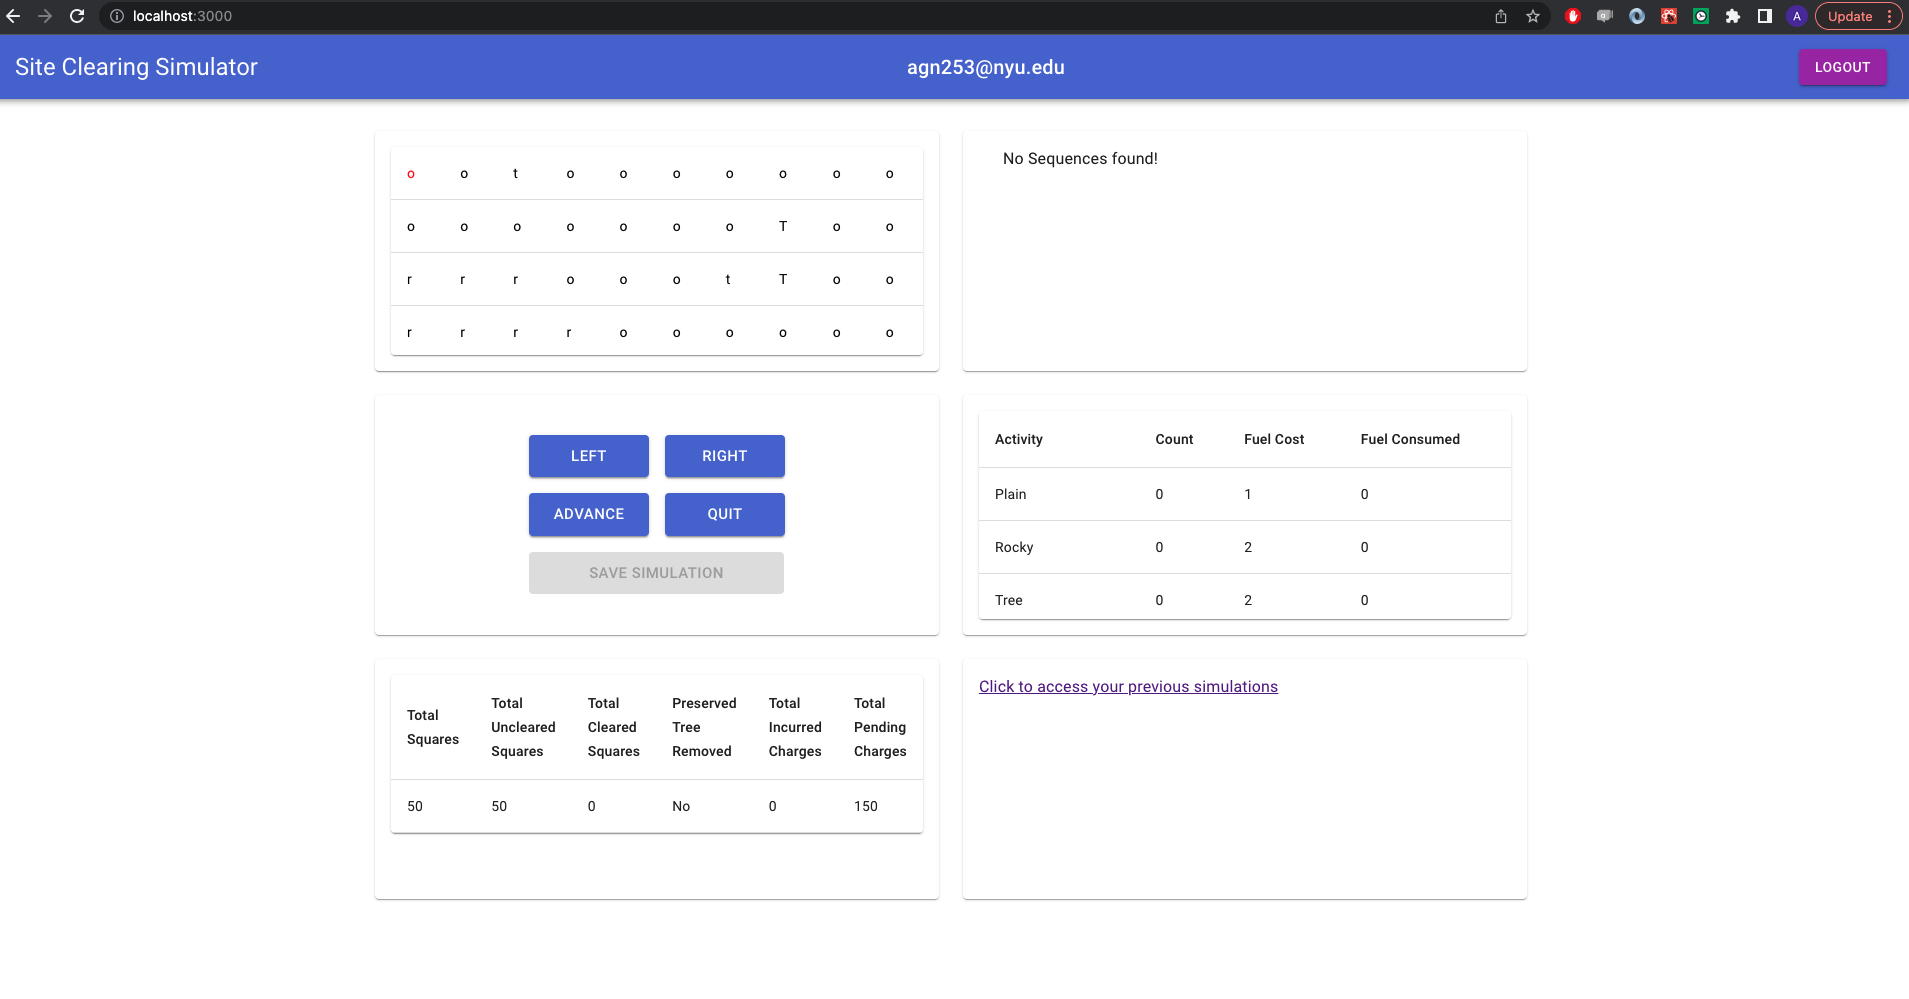 localhost:3000
A
Update
Site Clearing Simulator
agn253@nyu.edu
LOGOUT
o o t o o o o o o o
o o o o o o o T o o
r r r o o o t T o o
r r r r o o o o o o
No Sequences found!
LEFT RIGHT
ADVANCE QUIT
SAVE SIMULATION
Activity Count Fuel Cost Fuel Consumed
Plain 0 1 0
Rocky 0 2 0
Tree 0 2 0
Total Squares
Total Uncleared Squares
Total Cleared Squares
Preserved Tree Removed
Total Incurred Charges
Total Pending Charges
50 50 0 No 0 150
Click to access your previous simulations